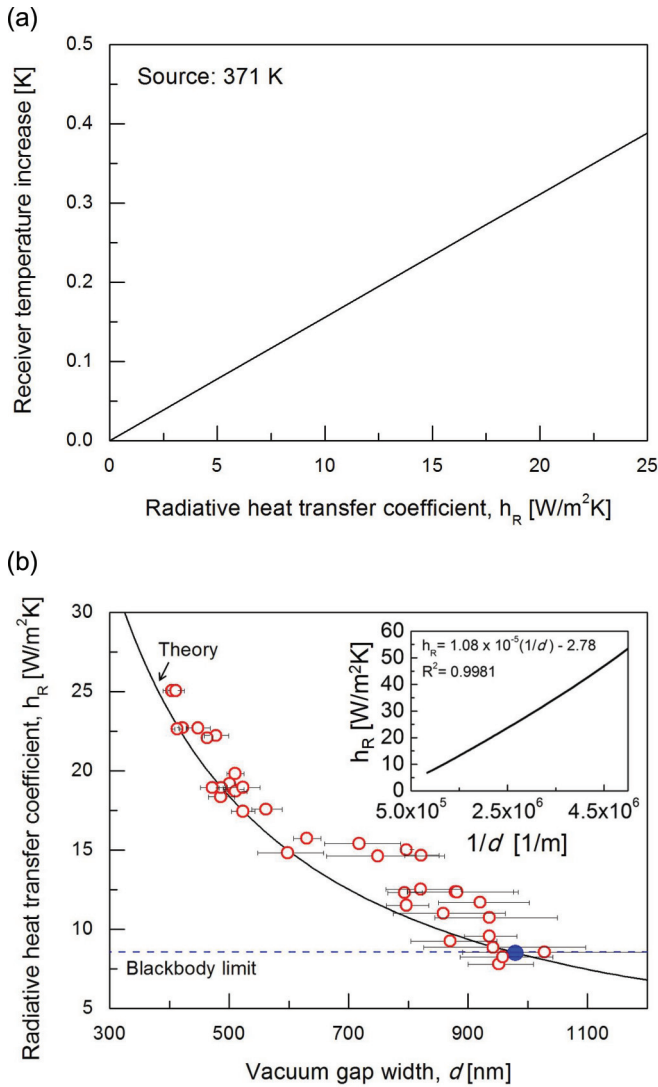 (a)
0.5
0.4
0.3
0.2
0.1
0.0
Receiver temperature increase [K]
Source: 371 K
0 5 10 15 20 25
Radiative heat transfer coefficient, h_R [W/m²K]
(b)
30
25
20
15
10
5
Radiative heat transfer coefficient, h_R [W/m²K]
Theory
Blackbody limit
60
50
40
30
20
10
0
h_R [W/m²K]
h_R= 1.08 x 10⁻⁵(1/d) - 2.78
R²= 0.9981
5.0x10⁵ 2.5x10⁶ 4.5x10⁶
1/d [1/m]
300 500 700 900 1100
Vacuum gap width, d [nm]